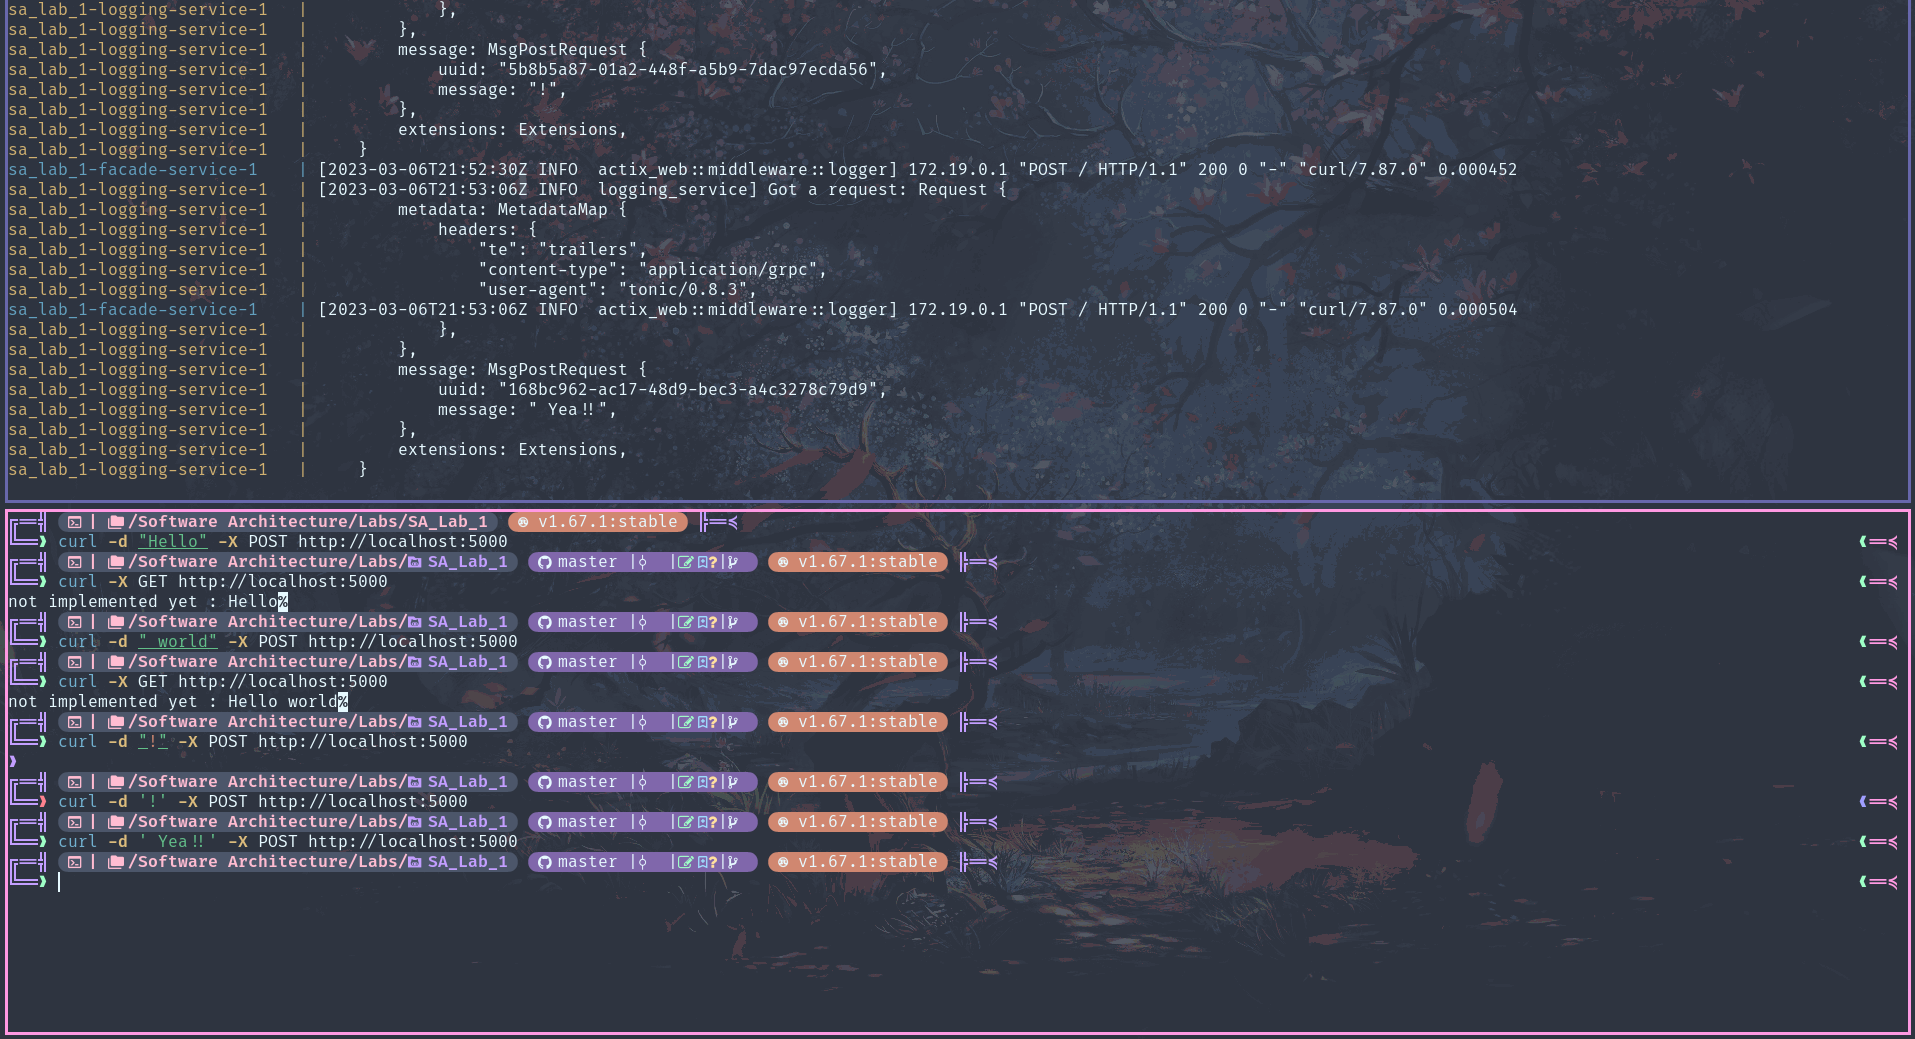 sa_lab_1-logging-service-1   |             },
sa_lab_1-logging-service-1   |         },
sa_lab_1-logging-service-1   |         message: MsgPostRequest {
sa_lab_1-logging-service-1   |             uuid: "5b8b5a87-01a2-448f-a5b9-7dac97ecda56",
sa_lab_1-logging-service-1   |             message: "!",
sa_lab_1-logging-service-1   |         },
sa_lab_1-logging-service-1   |         extensions: Extensions,
sa_lab_1-logging-service-1   |     }
sa_lab_1-facade-service-1    | [2023-03-06T21:52:30Z INFO  actix_web::middleware::logger] 172.19.0.1 "POST / HTTP/1.1" 200 0 "-" "curl/7.87.0" 0.000452
sa_lab_1-logging-service-1   | [2023-03-06T21:53:06Z INFO  logging_service] Got a request: Request {
sa_lab_1-logging-service-1   |         metadata: MetadataMap {
sa_lab_1-logging-service-1   |             headers: {
sa_lab_1-logging-service-1   |                 "te": "trailers",
sa_lab_1-logging-service-1   |                 "content-type": "application/grpc",
sa_lab_1-logging-service-1   |                 "user-agent": "tonic/0.8.3",
sa_lab_1-facade-service-1    | [2023-03-06T21:53:06Z INFO  actix_web::middleware::logger] 172.19.0.1 "POST / HTTP/1.1" 200 0 "-" "curl/7.87.0" 0.000504
sa_lab_1-logging-service-1   |             },
sa_lab_1-logging-service-1   |         },
sa_lab_1-logging-service-1   |         message: MsgPostRequest {
sa_lab_1-logging-service-1   |             uuid: "168bc962-ac17-48d9-bec3-a4c3278c79d9",
sa_lab_1-logging-service-1   |             message: " Yea!!",
sa_lab_1-logging-service-1   |         },
sa_lab_1-logging-service-1   |         extensions: Extensions,
sa_lab_1-logging-service-1   |     }
| /Software Architecture/Labs/SA_Lab_1 v1.67.1:stable
curl -d "Hello" -X POST http://localhost:5000
| /Software Architecture/Labs/ SA_Lab_1 master | | ?| v1.67.1:stable
curl -X GET http://localhost:5000
not implemented yet : Hello%
| /Software Architecture/Labs/ SA_Lab_1 master | | ?| v1.67.1:stable
curl -d " world" -X POST http://localhost:5000
| /Software Architecture/Labs/ SA_Lab_1 master | | ?| v1.67.1:stable
curl -X GET http://localhost:5000
not implemented yet : Hello world%
| /Software Architecture/Labs/ SA_Lab_1 master | | ?| v1.67.1:stable
curl -d "!" -X POST http://localhost:5000
| /Software Architecture/Labs/ SA_Lab_1 master | | ?| v1.67.1:stable
curl -d '!' -X POST http://localhost:5000
| /Software Architecture/Labs/ SA_Lab_1 master | | ?| v1.67.1:stable
curl -d ' Yea!!' -X POST http://localhost:5000
| /Software Architecture/Labs/ SA_Lab_1 master | | ?| v1.67.1:stable